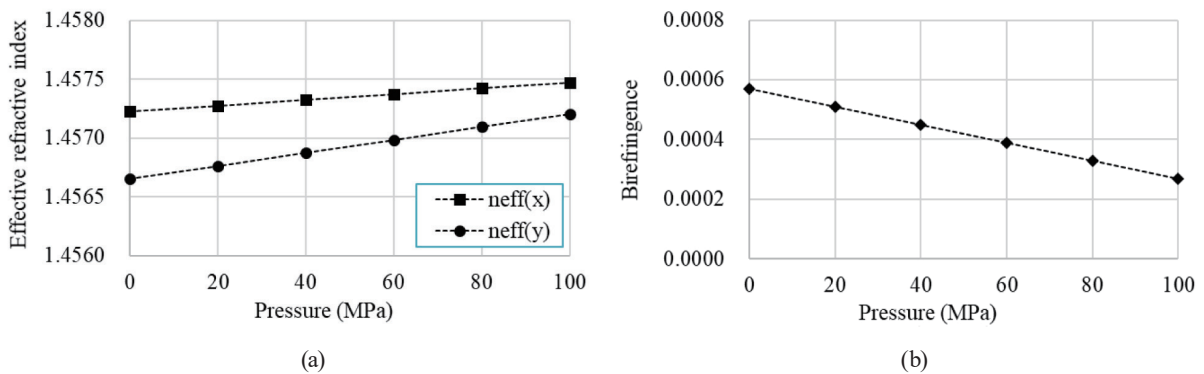 Effective refractive index
1.4580
1.4575
1.4570
1.4565
1.4560
neff(x)
neff(y)
0 20 40 60 80 100
Pressure (MPa)
(a)
Birefringence
0.0008
0.0006
0.0004
0.0002
0.0000
0 20 40 60 80 100
Pressure (MPa)
(b)